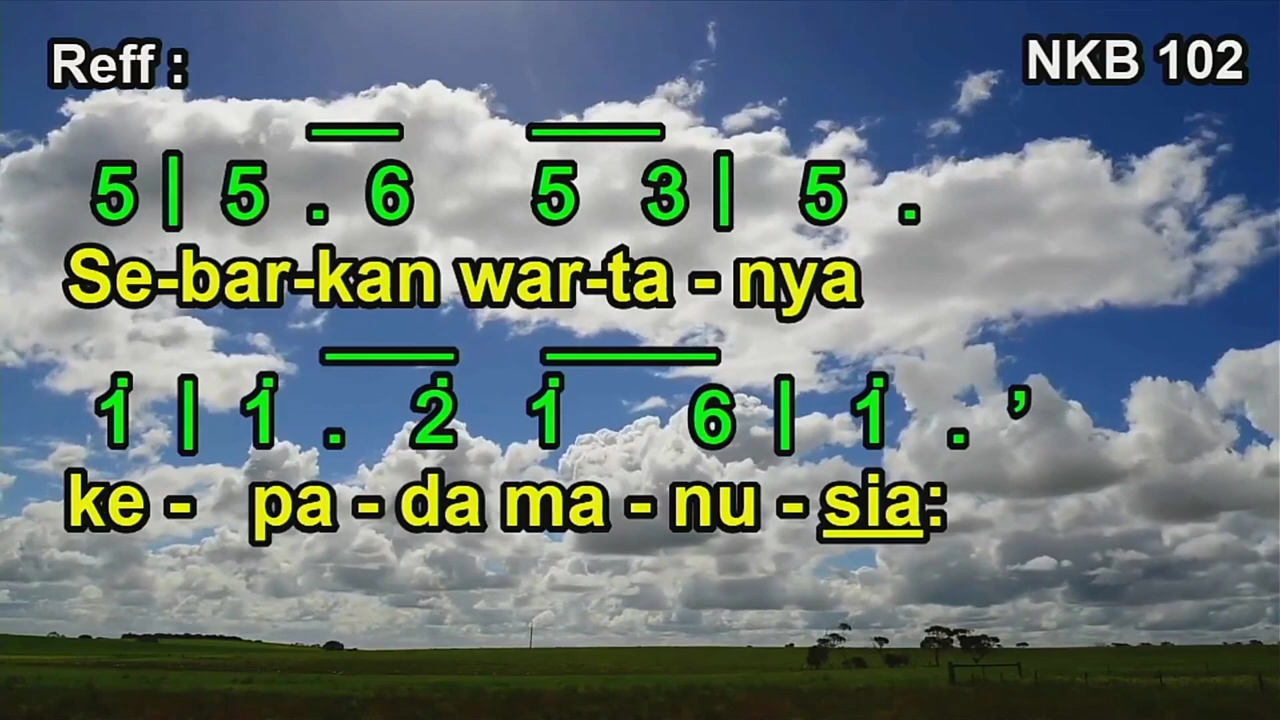 Reff : NKB 102
5 | 5 . 6 5 3 | 5 .
Se-bar-kan war-ta - nya
1̇ | 1̇ . 2̇ 1̇ 6 | 1̇ . ’
ke - pa - da ma - nu - sia: